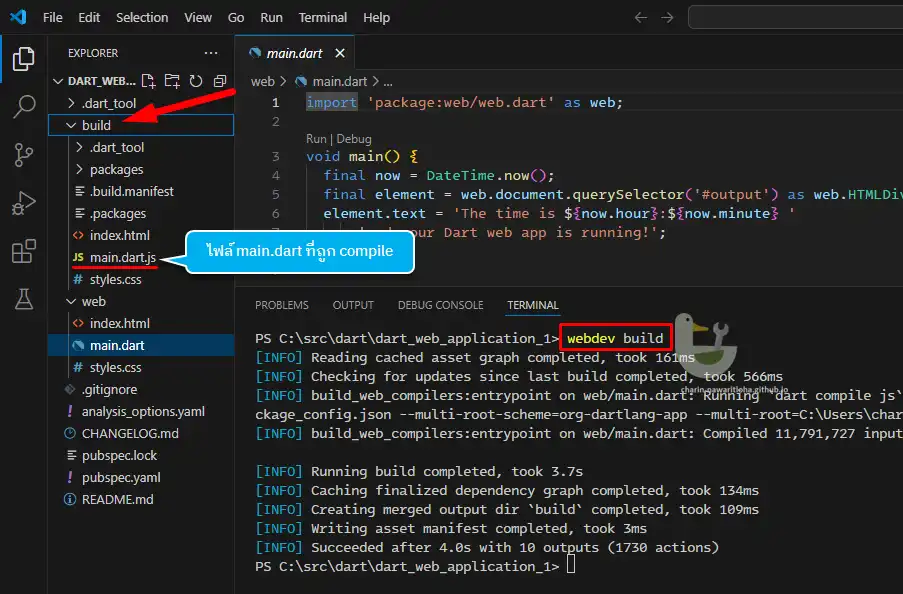 File Edit Selection View Go Run Terminal Help
EXPLORER ...
DART_WEB...
.dart_tool
build
.dart_tool
packages
.build.manifest
.packages
index.html
JS main.dart.js
# styles.css
web
index.html
main.dart
# styles.css
.gitignore
! analysis_options.yaml
CHANGELOG.md
pubspec.lock
! pubspec.yaml
README.md
ไฟล์ main.dart ที่ถูก compile
main.dart
web > main.dart > ...
1 import 'package:web/web.dart' as web;
2
Run | Debug
3 void main() {
4 final now = DateTime.now();
5 final element = web.document.querySelector('#output') as web.HTMLDiv
6 element.text = 'The time is ${now.hour}:${now.minute} '
our Dart web app is running!';
PROBLEMS OUTPUT DEBUG CONSOLE TERMINAL
PS C:\src\dart\dart_web_application_1> webdev build
[INFO] Reading cached asset graph completed, took 161ms
[INFO] Checking for updates since last build completed, took 566ms
charin.nawaritloha.github.io
[INFO] build_web_compilers:entrypoint on web/main.dart: Running `dart compile js`
ckage_config.json --multi-root-scheme=org-dartlang-app --multi-root=C:\Users\char
[INFO] build_web_compilers:entrypoint on web/main.dart: Compiled 11,791,727 input
[INFO] Running build completed, took 3.7s
[INFO] Caching finalized dependency graph completed, took 134ms
[INFO] Creating merged output dir `build` completed, took 109ms
[INFO] Writing asset manifest completed, took 3ms
[INFO] Succeeded after 4.0s with 10 outputs (1730 actions)
PS C:\src\dart\dart_web_application_1>